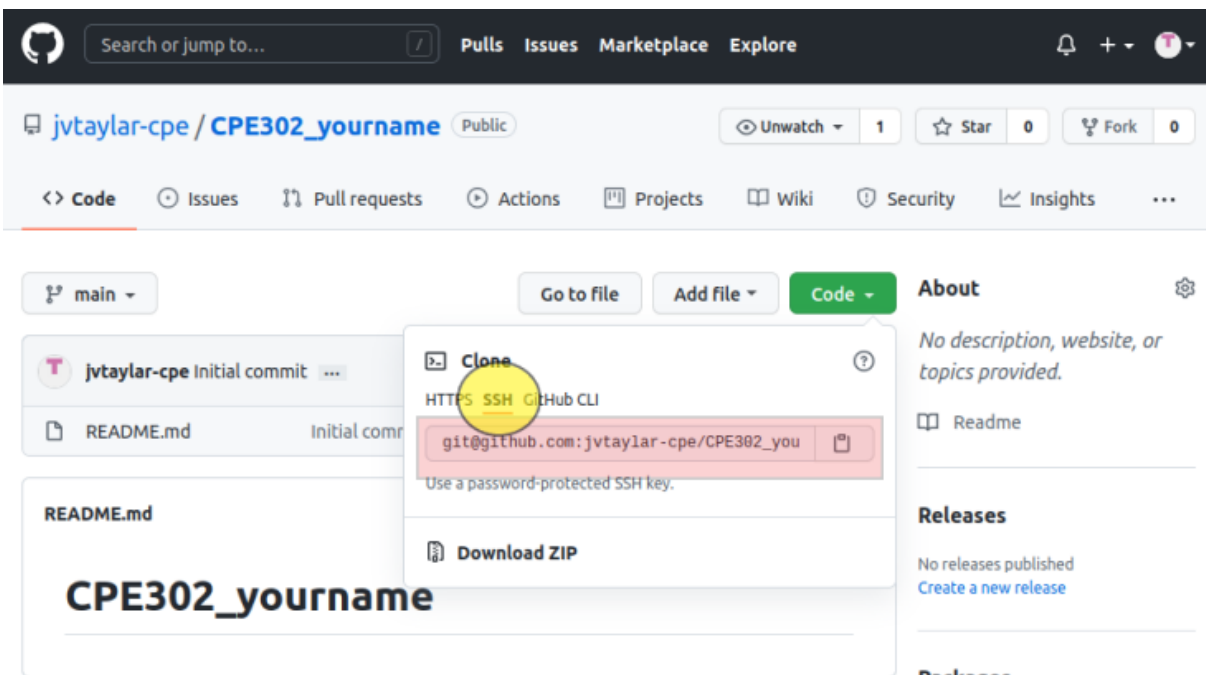 Search or jump to... / Pulls Issues Marketplace Explore
jvtaylar-cpe / CPE302_yourname Public Unwatch 1 Star 0 Fork 0
<> Code Issues Pull requests Actions Projects Wiki Security Insights ...
main Go to file Add file Code About
No description, website, or
topics provided.
jvtaylar-cpe Initial commit ...
Clone
HTTPS SSH GitHub CLI
README.md Initial comm
git@github.com:jvtaylar-cpe/CPE302_you
Use a password-protected SSH key.
Readme
README.md
Download ZIP
Releases
No releases published
Create a new release
CPE302_yourname